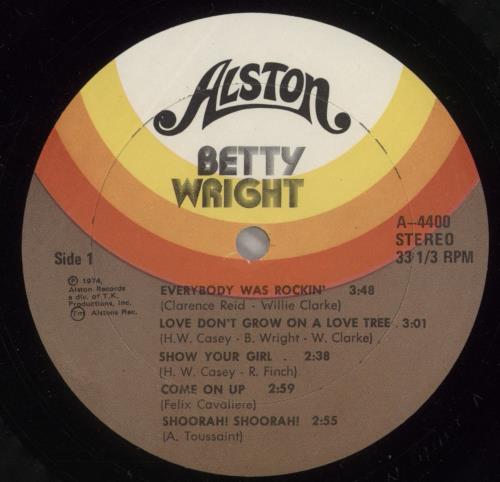 ALSTON
BETTY
WRIGHT
A-4400
STEREO
33 1/3 RPM
Side 1
℗ 1974,
Alston Records
a div. of T.K.
Productions, Inc.
Tm Alstons Rec.
EVERYBODY WAS ROCKIN' 3:48
(Clarence Reid - Willie Clarke)
LOVE DON'T GROW ON A LOVE TREE . 3:01
(H.W. Casey - B. Wright - W. Clarke)
SHOW YOUR GIRL . 2:38
(H. W. Casey - R. Finch)
COME ON UP 2:59
(Felix Cavaliere)
SHOORAH! SHOORAH! 2:55
(A. Toussaint)